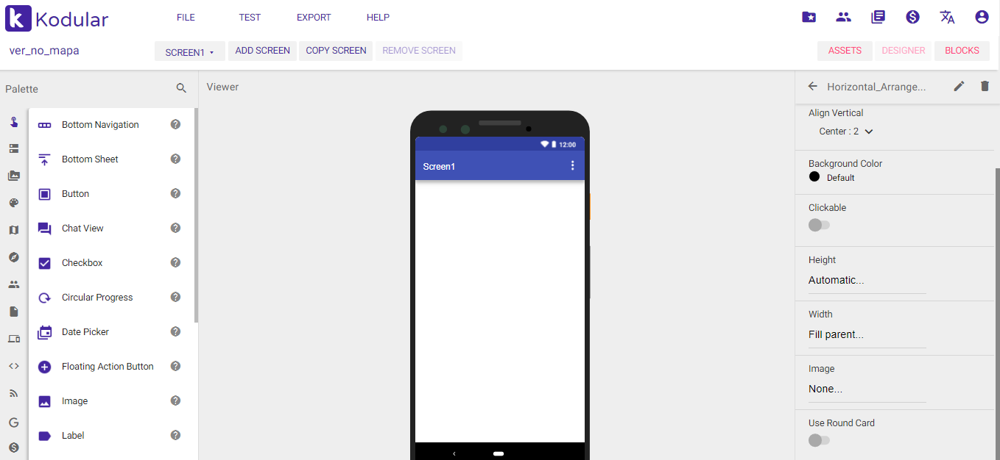 Kodular
FILE
TEST
EXPORT
HELP
ver_no_mapa
SCREEN1
ADD SCREEN
COPY SCREEN
REMOVE SCREEN
ASSETS
DESIGNER
BLOCKS
Palette
Viewer
Horizontal_Arrange...
Bottom Navigation
Bottom Sheet
Button
Chat View
Checkbox
Circular Progress
Date Picker
Floating Action Button
Image
Label
12:00
Screen1
Align Vertical
Center : 2
Background Color
Default
Clickable
Height
Automatic...
Width
Fill parent...
Image
None...
Use Round Card